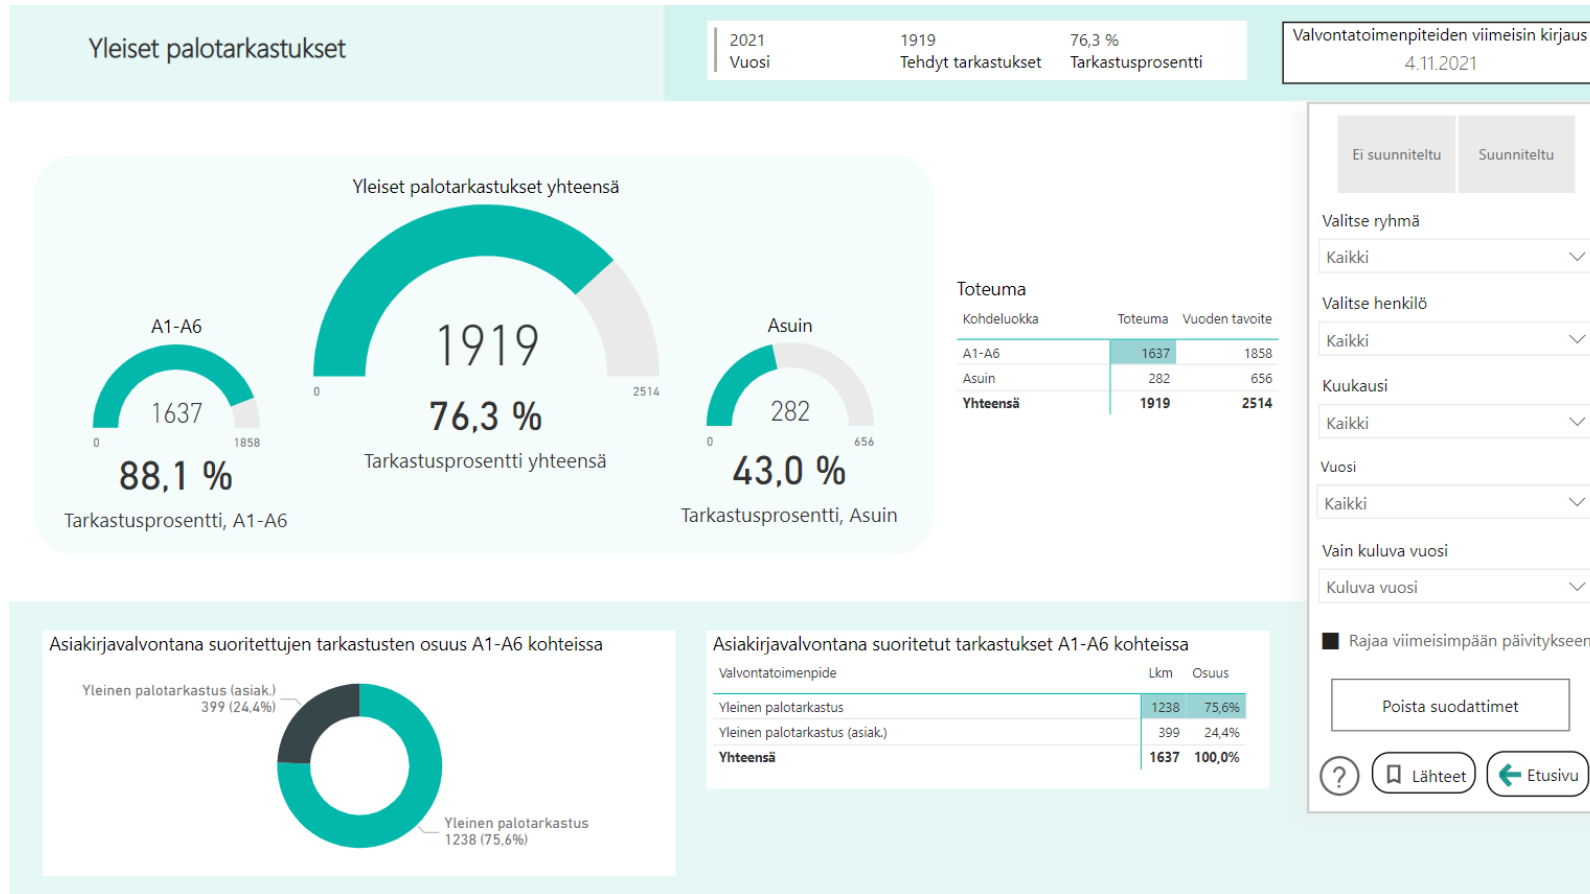 Yleiset palotarkastukset
2021
Vuosi
1919
Tehdyt tarkastukset
76,3 %
Tarkastusprosentti
Valvontatoimenpiteiden viimeisin kirjaus
4.11.2021
Yleiset palotarkastukset yhteensä
1919
0
2514
76,3 %
Tarkastusprosentti yhteensä
A1-A6
1637
0
1858
88,1 %
Tarkastusprosentti, A1-A6
Asuin
282
0
656
43,0 %
Tarkastusprosentti, Asuin
Toteuma
Kohdeluokka Toteuma Vuoden tavoite
A1-A6 1637 1858
Asuin 282 656
Yhteensä 1919 2514
Ei suunniteltu
Suunniteltu
Valitse ryhmä
Kaikki
Valitse henkilö
Kaikki
Kuukausi
Kaikki
Vuosi
Kaikki
Vain kuluva vuosi
Kuluva vuosi
Rajaa viimeisimpään päivitykseen
Poista suodattimet
?
Lähteet
Etusivu
Asiakirjavalvontana suoritettujen tarkastusten osuus A1-A6 kohteissa
Yleinen palotarkastus (asiak.)
399 (24,4%)
Yleinen palotarkastus
1238 (75,6%)
Asiakirjavalvontana suoritetut tarkastukset A1-A6 kohteissa
Valvontatoimenpide Lkm Osuus
Yleinen palotarkastus 1238 75,6%
Yleinen palotarkastus (asiak.) 399 24,4%
Yhteensä 1637 100,0%